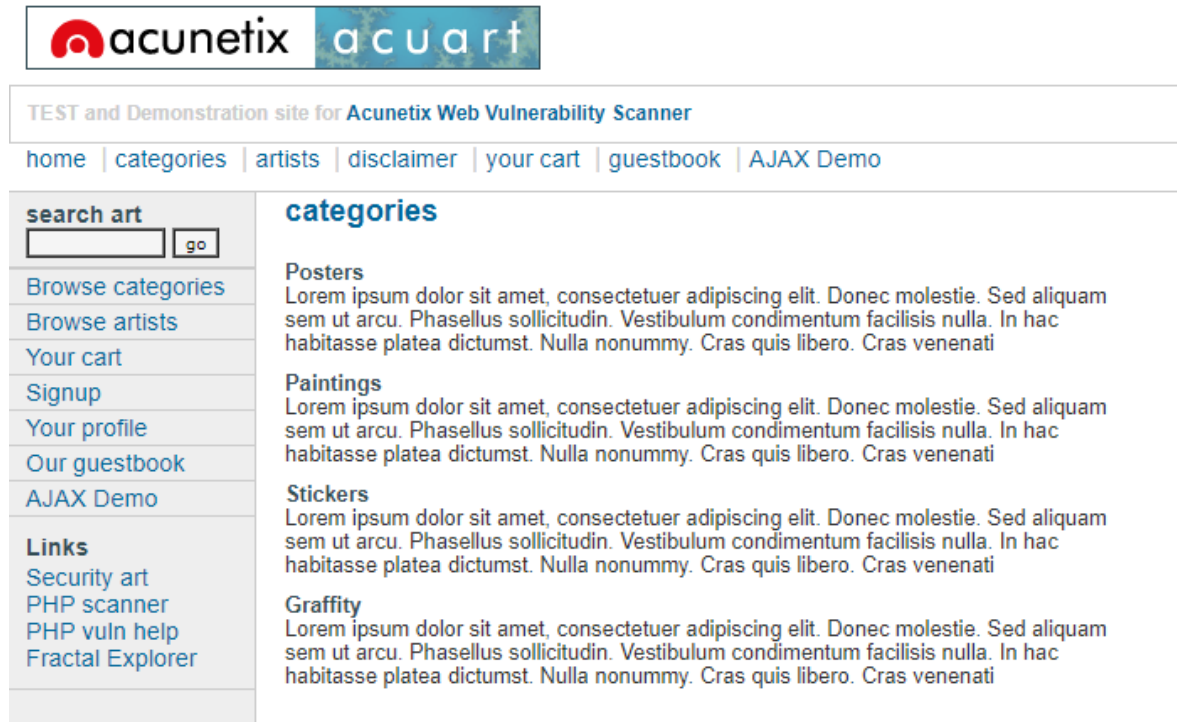 acunetix acuart
TEST and Demonstration site for Acunetix Web Vulnerability Scanner
home | categories | artists | disclaimer | your cart | guestbook | AJAX Demo
search art
go
Browse categories
Browse artists
Your cart
Signup
Your profile
Our guestbook
AJAX Demo
Links
Security art
PHP scanner
PHP vuln help
Fractal Explorer
categories
Posters
Lorem ipsum dolor sit amet, consectetuer adipiscing elit. Donec molestie. Sed aliquam
sem ut arcu. Phasellus sollicitudin. Vestibulum condimentum facilisis nulla. In hac
habitasse platea dictumst. Nulla nonummy. Cras quis libero. Cras venenati
Paintings
Lorem ipsum dolor sit amet, consectetuer adipiscing elit. Donec molestie. Sed aliquam
sem ut arcu. Phasellus sollicitudin. Vestibulum condimentum facilisis nulla. In hac
habitasse platea dictumst. Nulla nonummy. Cras quis libero. Cras venenati
Stickers
Lorem ipsum dolor sit amet, consectetuer adipiscing elit. Donec molestie. Sed aliquam
sem ut arcu. Phasellus sollicitudin. Vestibulum condimentum facilisis nulla. In hac
habitasse platea dictumst. Nulla nonummy. Cras quis libero. Cras venenati
Graffity
Lorem ipsum dolor sit amet, consectetuer adipiscing elit. Donec molestie. Sed aliquam
sem ut arcu. Phasellus sollicitudin. Vestibulum condimentum facilisis nulla. In hac
habitasse platea dictumst. Nulla nonummy. Cras quis libero. Cras venenati